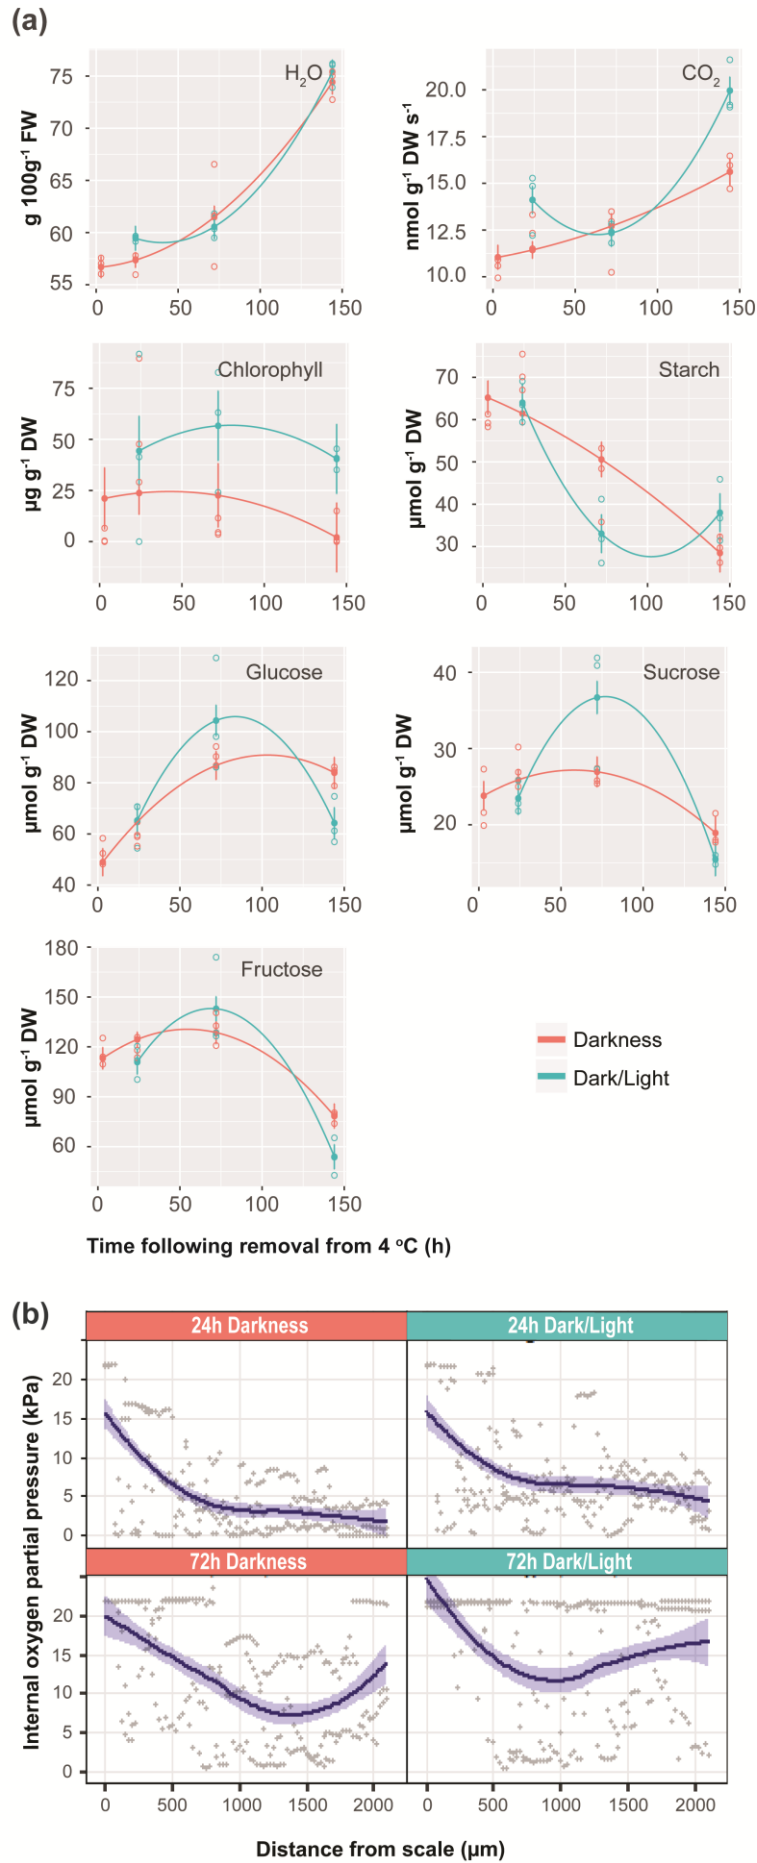 (a)
H₂O
g 100g⁻¹ FW
75
70
65
60
55
0 50 100 150
CO₂
nmol g⁻¹ DW s⁻¹
20.0
17.5
15.0
12.5
10.0
0 50 100 150
Chlorophyll
µg g⁻¹ DW
75
50
25
0
0 50 100 150
Starch
µmol g⁻¹ DW
70
60
50
40
30
0 50 100 150
Glucose
µmol g⁻¹ DW
120
100
80
60
40
0 50 100 150
Sucrose
µmol g⁻¹ DW
40
30
20
0 50 100 150
Fructose
µmol g⁻¹ DW
180
150
120
90
60
0 50 100 150
Darkness
Dark/Light
Time following removal from 4 °C (h)
(b)
24h Darkness 24h Dark/Light
Internal oxygen partial pressure (kPa)
20
15
10
5
0
72h Darkness 72h Dark/Light
20
15
10
5
0
0 500 1000 1500 2000 0 500 1000 1500 2000
Distance from scale (µm)